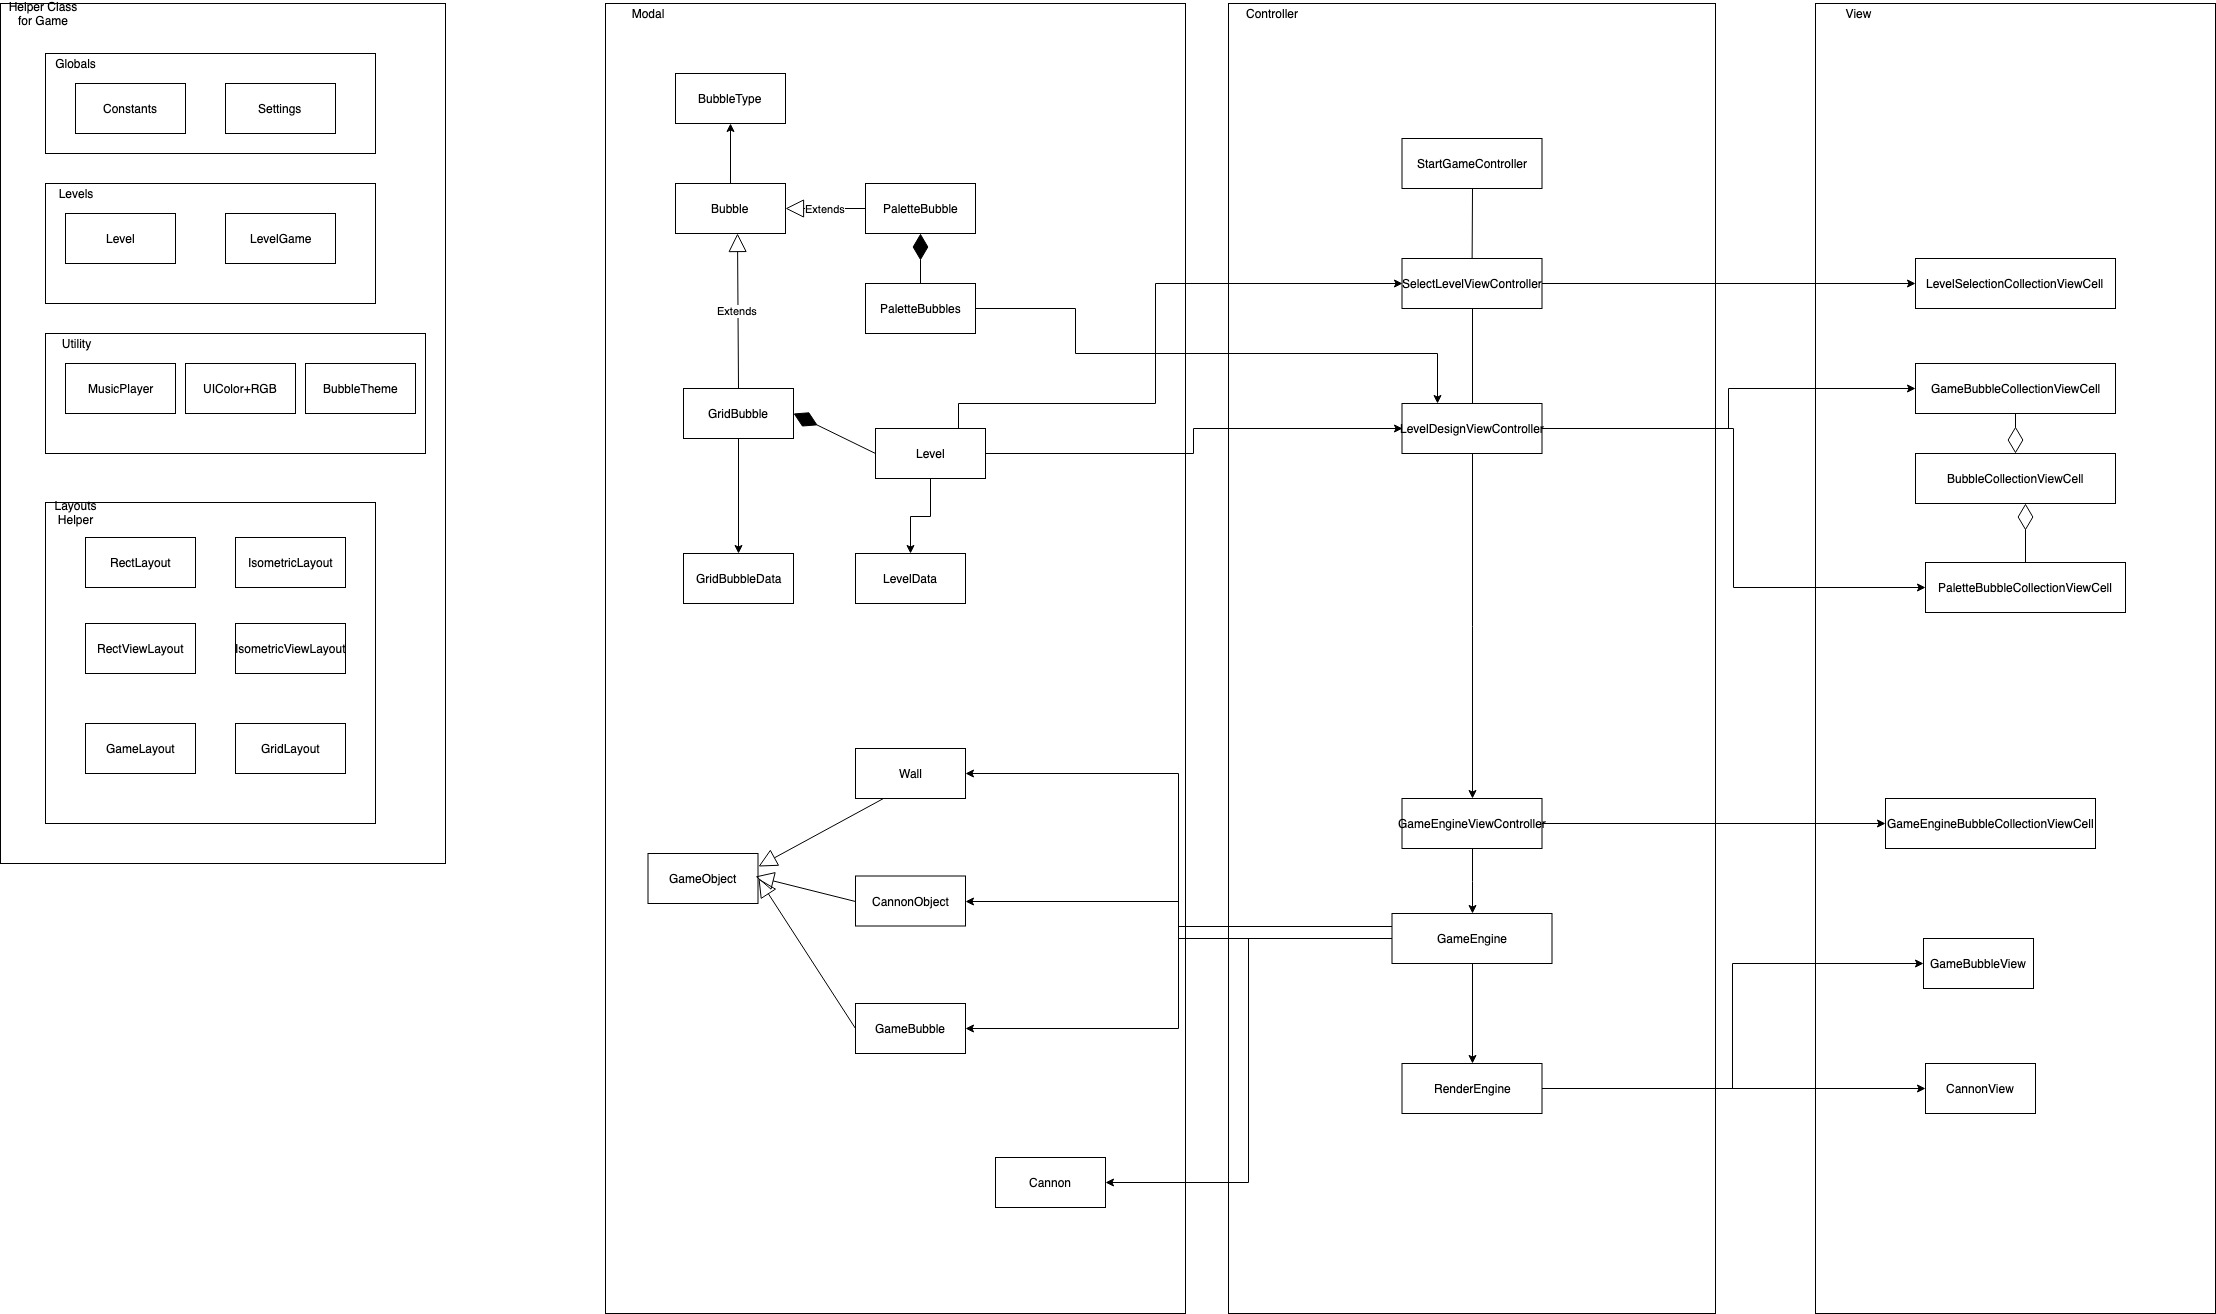 Helper Class
for Game
Globals
Constants
Settings
Levels
Level
LevelGame
Utility
MusicPlayer
UIColor+RGB
BubbleTheme
Layouts
Helper
RectLayout
IsometricLayout
RectViewLayout
IsometricViewLayout
GameLayout
GridLayout
Modal
BubbleType
Bubble
Extends
PaletteBubble
PaletteBubbles
Extends
GridBubble
Level
GridBubbleData
LevelData
Wall
GameObject
CannonObject
GameBubble
Cannon
Controller
StartGameController
SelectLevelViewController
LevelDesignViewController
GameEngineViewController
GameEngine
RenderEngine
View
LevelSelectionCollectionViewCell
GameBubbleCollectionViewCell
BubbleCollectionViewCell
PaletteBubbleCollectionViewCell
GameEngineBubbleCollectionViewCell
GameBubbleView
CannonView